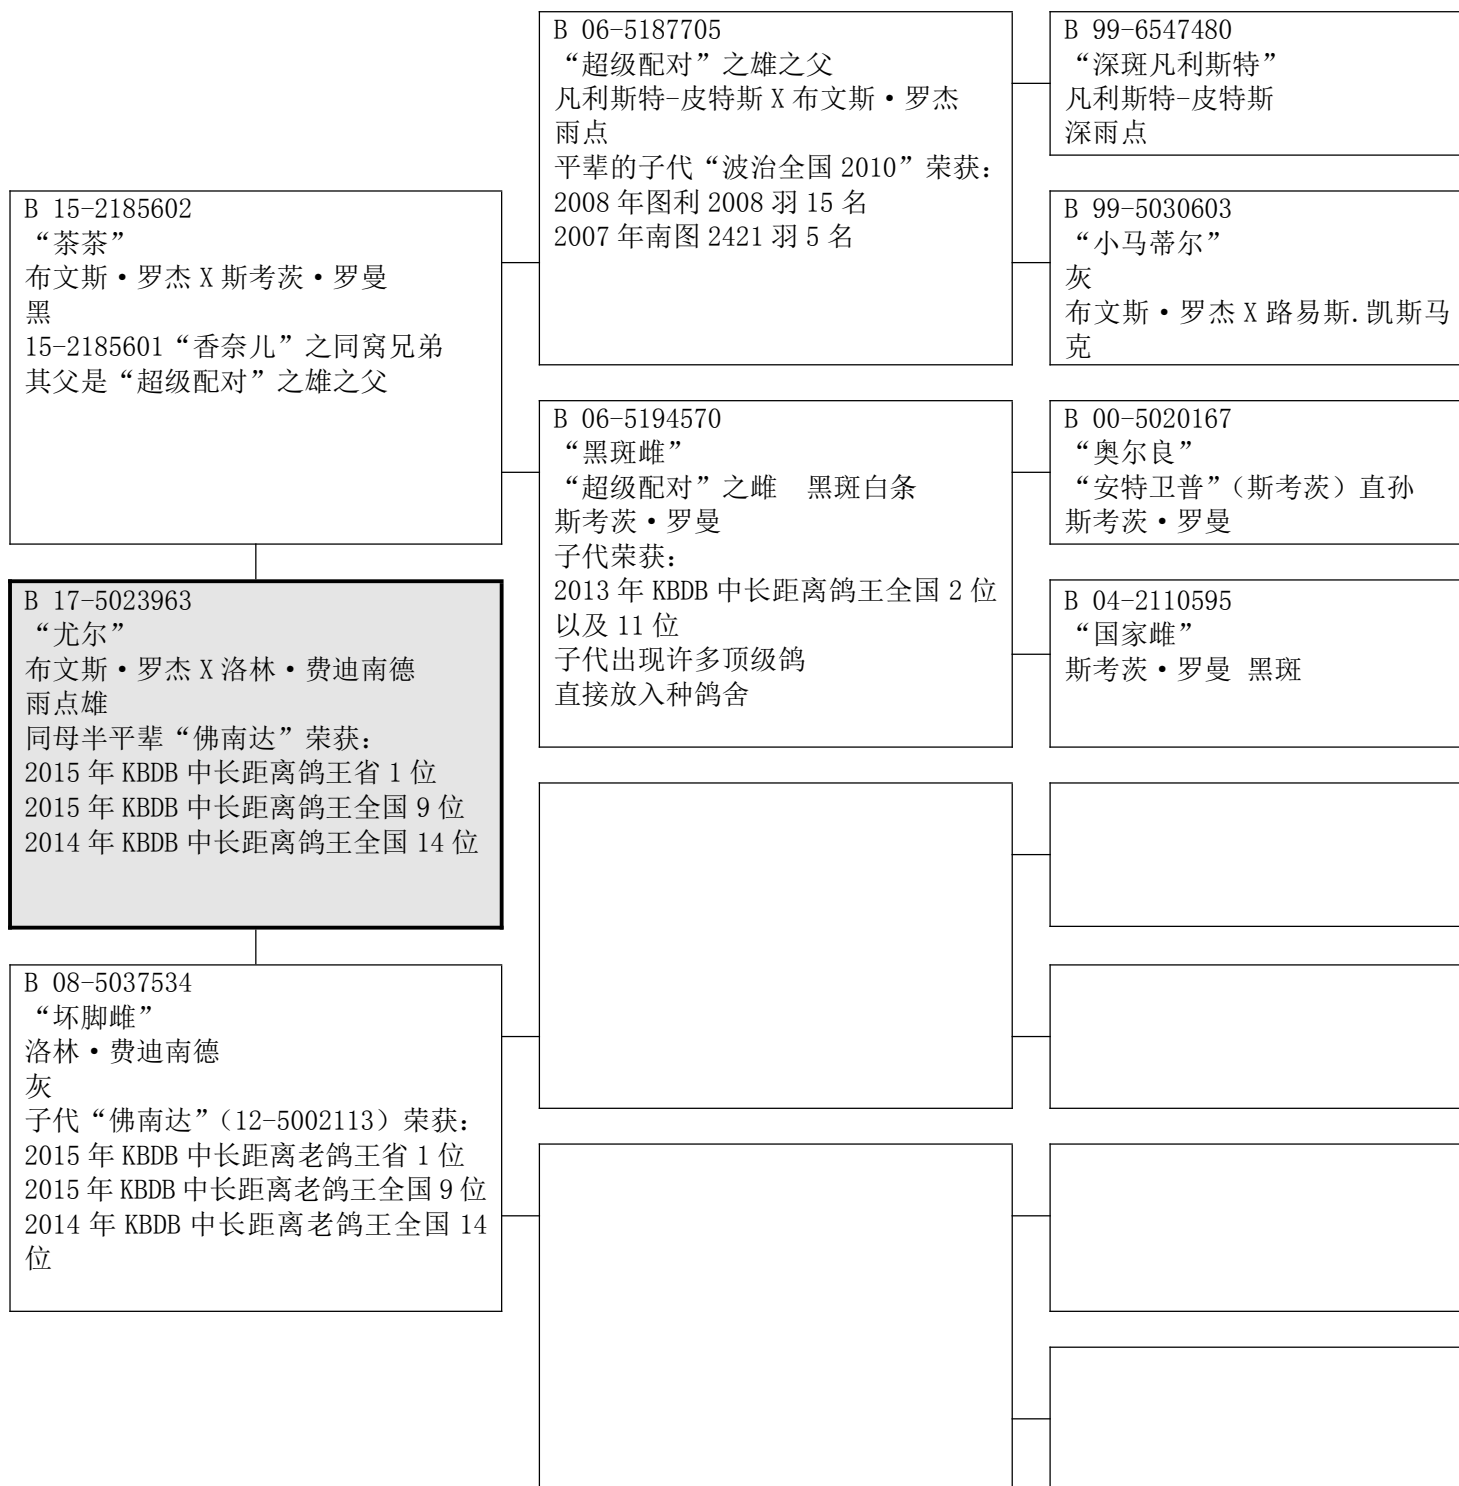 B 15-2185602
“茶茶”
布文斯·罗杰 X 斯考茨·罗曼
黑
15-2185601“香奈儿”之同窝兄弟
其父是“超级配对”之雄之父
B 17-5023963
“尤尔”
布文斯·罗杰 X 洛林·费迪南德
雨点雄
同母半平辈“佛南达”荣获：
2015 年 KBDB 中长距离鸽王省 1 位
2015 年 KBDB 中长距离鸽王全国 9 位
2014 年 KBDB 中长距离鸽王全国 14 位
B 08-5037534
“坏脚雌”
洛林·费迪南德
灰
子代“佛南达”（12-5002113）荣获：
2015 年 KBDB 中长距离老鸽王省 1 位
2015 年 KBDB 中长距离老鸽王全国 9 位
2014 年 KBDB 中长距离老鸽王全国 14
位
B 06-5187705
“超级配对”之雄之父
凡利斯特-皮特斯 X 布文斯·罗杰
雨点
平辈的子代“波治全国 2010”荣获：
2008 年图利 2008 羽 15 名
2007 年南图 2421 羽 5 名
B 06-5194570
“黑斑雌”
“超级配对”之雌　黑斑白条
斯考茨·罗曼
子代荣获：
2013 年 KBDB 中长距离鸽王全国 2 位
以及 11 位
子代出现许多顶级鸽
直接放入种鸽舍
B 99-6547480
“深斑凡利斯特”
凡利斯特-皮特斯
深雨点
B 99-5030603
“小马蒂尔”
灰
布文斯·罗杰 X 路易斯.凯斯马
克
B 00-5020167
“奥尔良”
“安特卫普”（斯考茨）直孙
斯考茨·罗曼
B 04-2110595
“国家雌”
斯考茨·罗曼 黑斑